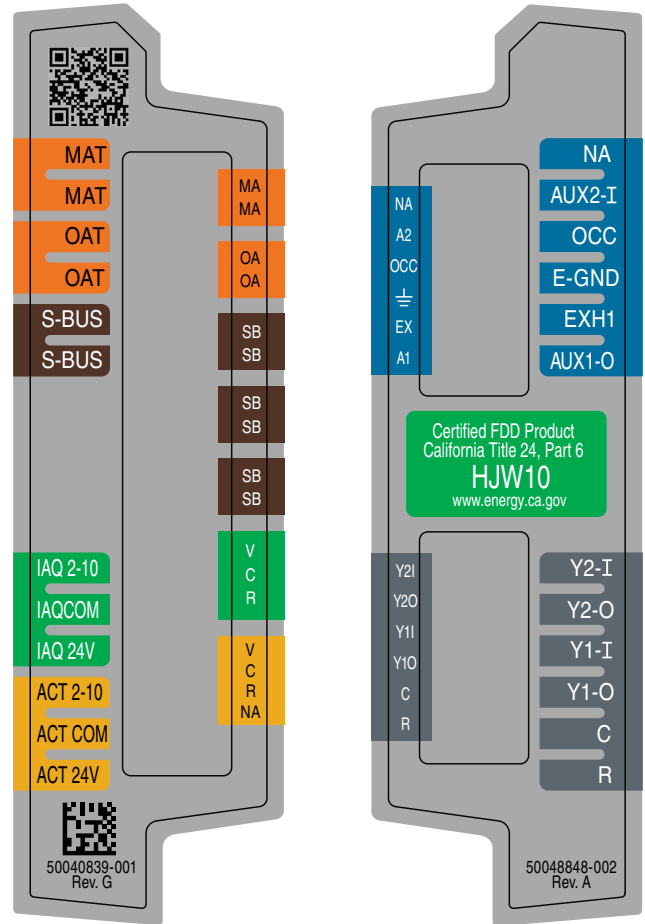 MAT
MAT
OAT
OAT
S-BUS
S-BUS
IAQ 2-10
IAQCOM
IAQ 24V
ACT 2-10
ACT COM
ACT 24V
50040839-001
Rev. G
MA
MA
OA
OA
SB
SB
SB
SB
SB
SB
V
C
R
V
C
R
NA
NA
A2
OCC
EX
A1
NA
AUX2-I
OCC
E-GND
EXH1
AUX1-O
Certified FDD Product
California Title 24, Part 6
HJW10
www.energy.ca.gov
Y2I
Y2O
Y1I
Y1O
C
R
Y2-I
Y2-O
Y1-I
Y1-O
C
R
50048848-002
Rev. A